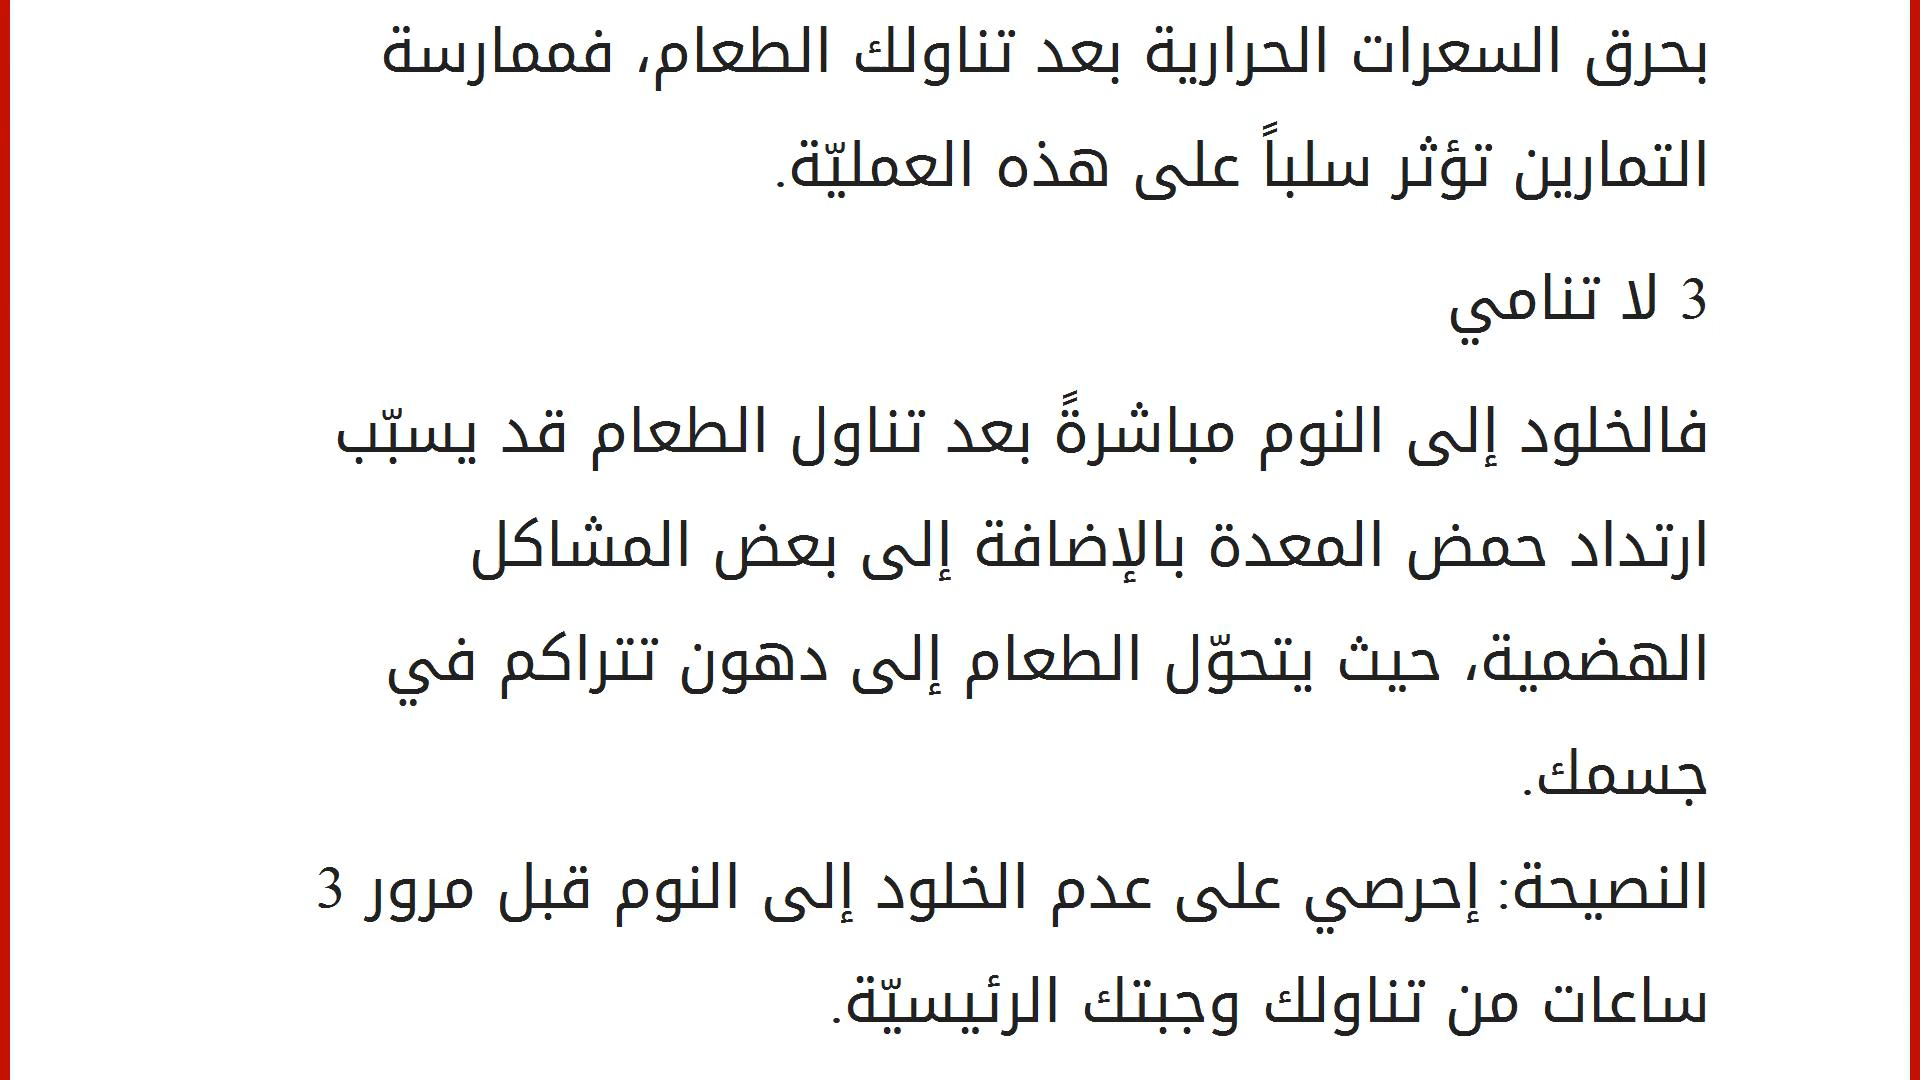 بحرق السعرات الحرارية بعد تناولك الطعام، فممارسة
التمارين تؤثر سلباً على هذه العمليّة.
3 لا تنامي
فالخلود إلى النوم مباشرةً بعد تناول الطعام قد يسبّب
ارتداد حمض المعدة بالإضافة إلى بعض المشاكل
الهضمية، حيث يتحوّل الطعام إلى دهون تتراكم في
جسمك.
النصيحة: إحرصي على عدم الخلود إلى النوم قبل مرور 3
ساعات من تناولك وجبتك الرئيسيّة.